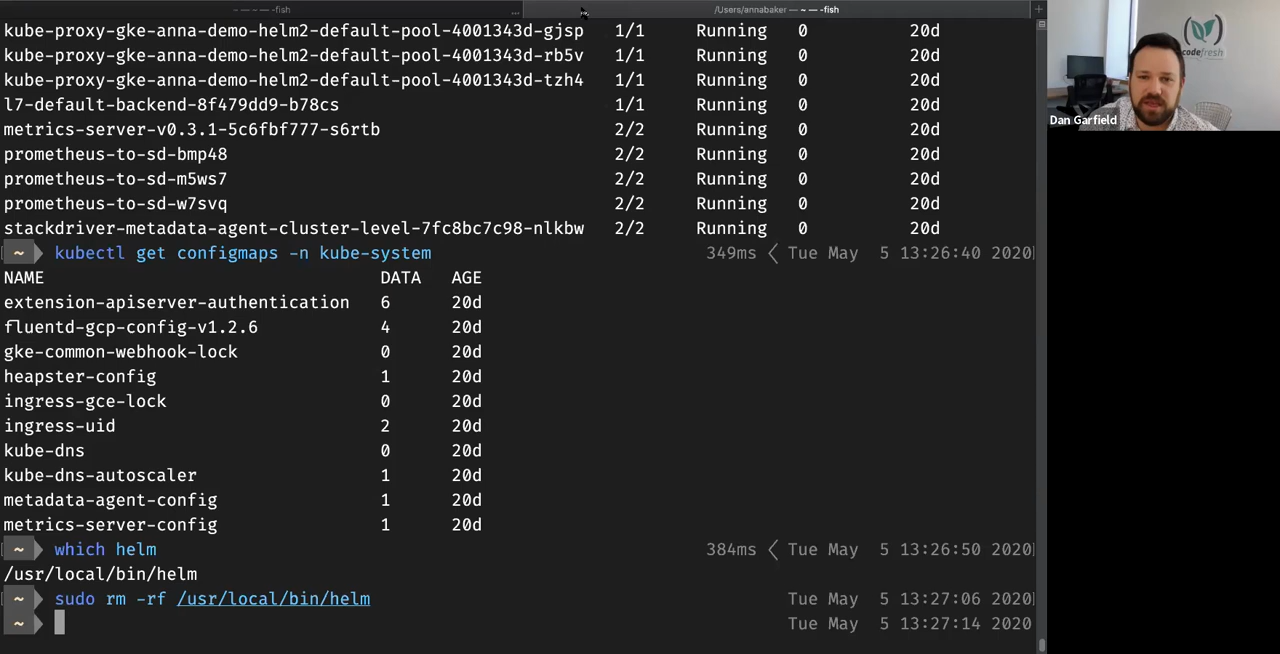 ~ — ~ — -fish ... /Users/annabaker — ~ — -fish +
kube-proxy-gke-anna-demo-helm2-default-pool-4001343d-gjsp 1/1 Running 0 20d
kube-proxy-gke-anna-demo-helm2-default-pool-4001343d-rb5v 1/1 Running 0 20d
kube-proxy-gke-anna-demo-helm2-default-pool-4001343d-tzh4 1/1 Running 0 20d
l7-default-backend-8f479dd9-b78cs 1/1 Running 0 20d
metrics-server-v0.3.1-5c6fbf777-s6rtb 2/2 Running 0 20d
prometheus-to-sd-bmp48 2/2 Running 0 20d
prometheus-to-sd-m5ws7 2/2 Running 0 20d
prometheus-to-sd-w7svq 2/2 Running 0 20d
stackdriver-metadata-agent-cluster-level-7fc8bc7c98-nlkbw 2/2 Running 0 20d
~ kubectl get configmaps -n kube-system 349ms < Tue May 5 13:26:40 2020
NAME DATA AGE
extension-apiserver-authentication 6 20d
fluentd-gcp-config-v1.2.6 4 20d
gke-common-webhook-lock 0 20d
heapster-config 1 20d
ingress-gce-lock 0 20d
ingress-uid 2 20d
kube-dns 0 20d
kube-dns-autoscaler 1 20d
metadata-agent-config 1 20d
metrics-server-config 1 20d
~ which helm 384ms < Tue May 5 13:26:50 2020
/usr/local/bin/helm
~ sudo rm -rf /usr/local/bin/helm Tue May 5 13:27:06 2020
~ Tue May 5 13:27:14 2020
codefresh
Dan Garfield